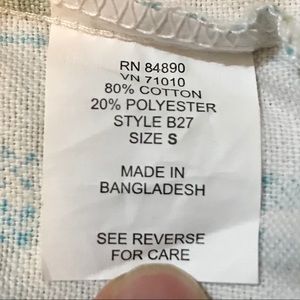 RN 84890
VN 71010
80% COTTON
20% POLYESTER
STYLE B27
SIZE S
MADE IN
BANGLADESH
SEE REVERSE
FOR CARE